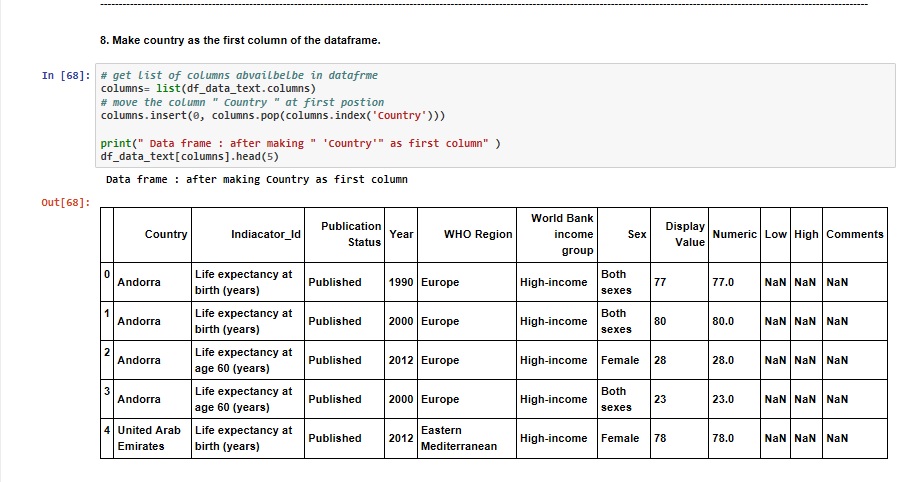 8. Make country as the first column of the dataframe.
In [68]: # get list of columns abvailbelbe in datafrme
columns= list(df_data_text.columns)
# move the column " Country " at first postion
columns.insert(0, columns.pop(columns.index('Country')))
print(" Data frame : after making " 'Country'" as first column" )
df_data_text[columns].head(5)
Data frame : after making Country as first column
Out[68]:
Country Indiacator_Id Publication Status Year WHO Region World Bank income group Sex Display Value Numeric Low High Comments
0 Andorra Life expectancy at birth (years) Published 1990 Europe High-income Both sexes 77 77.0 NaN NaN NaN
1 Andorra Life expectancy at birth (years) Published 2000 Europe High-income Both sexes 80 80.0 NaN NaN NaN
2 Andorra Life expectancy at age 60 (years) Published 2012 Europe High-income Female 28 28.0 NaN NaN NaN
3 Andorra Life expectancy at age 60 (years) Published 2000 Europe High-income Both sexes 23 23.0 NaN NaN NaN
4 United Arab Emirates Life expectancy at birth (years) Published 2012 Eastern Mediterranean High-income Female 78 78.0 NaN NaN NaN